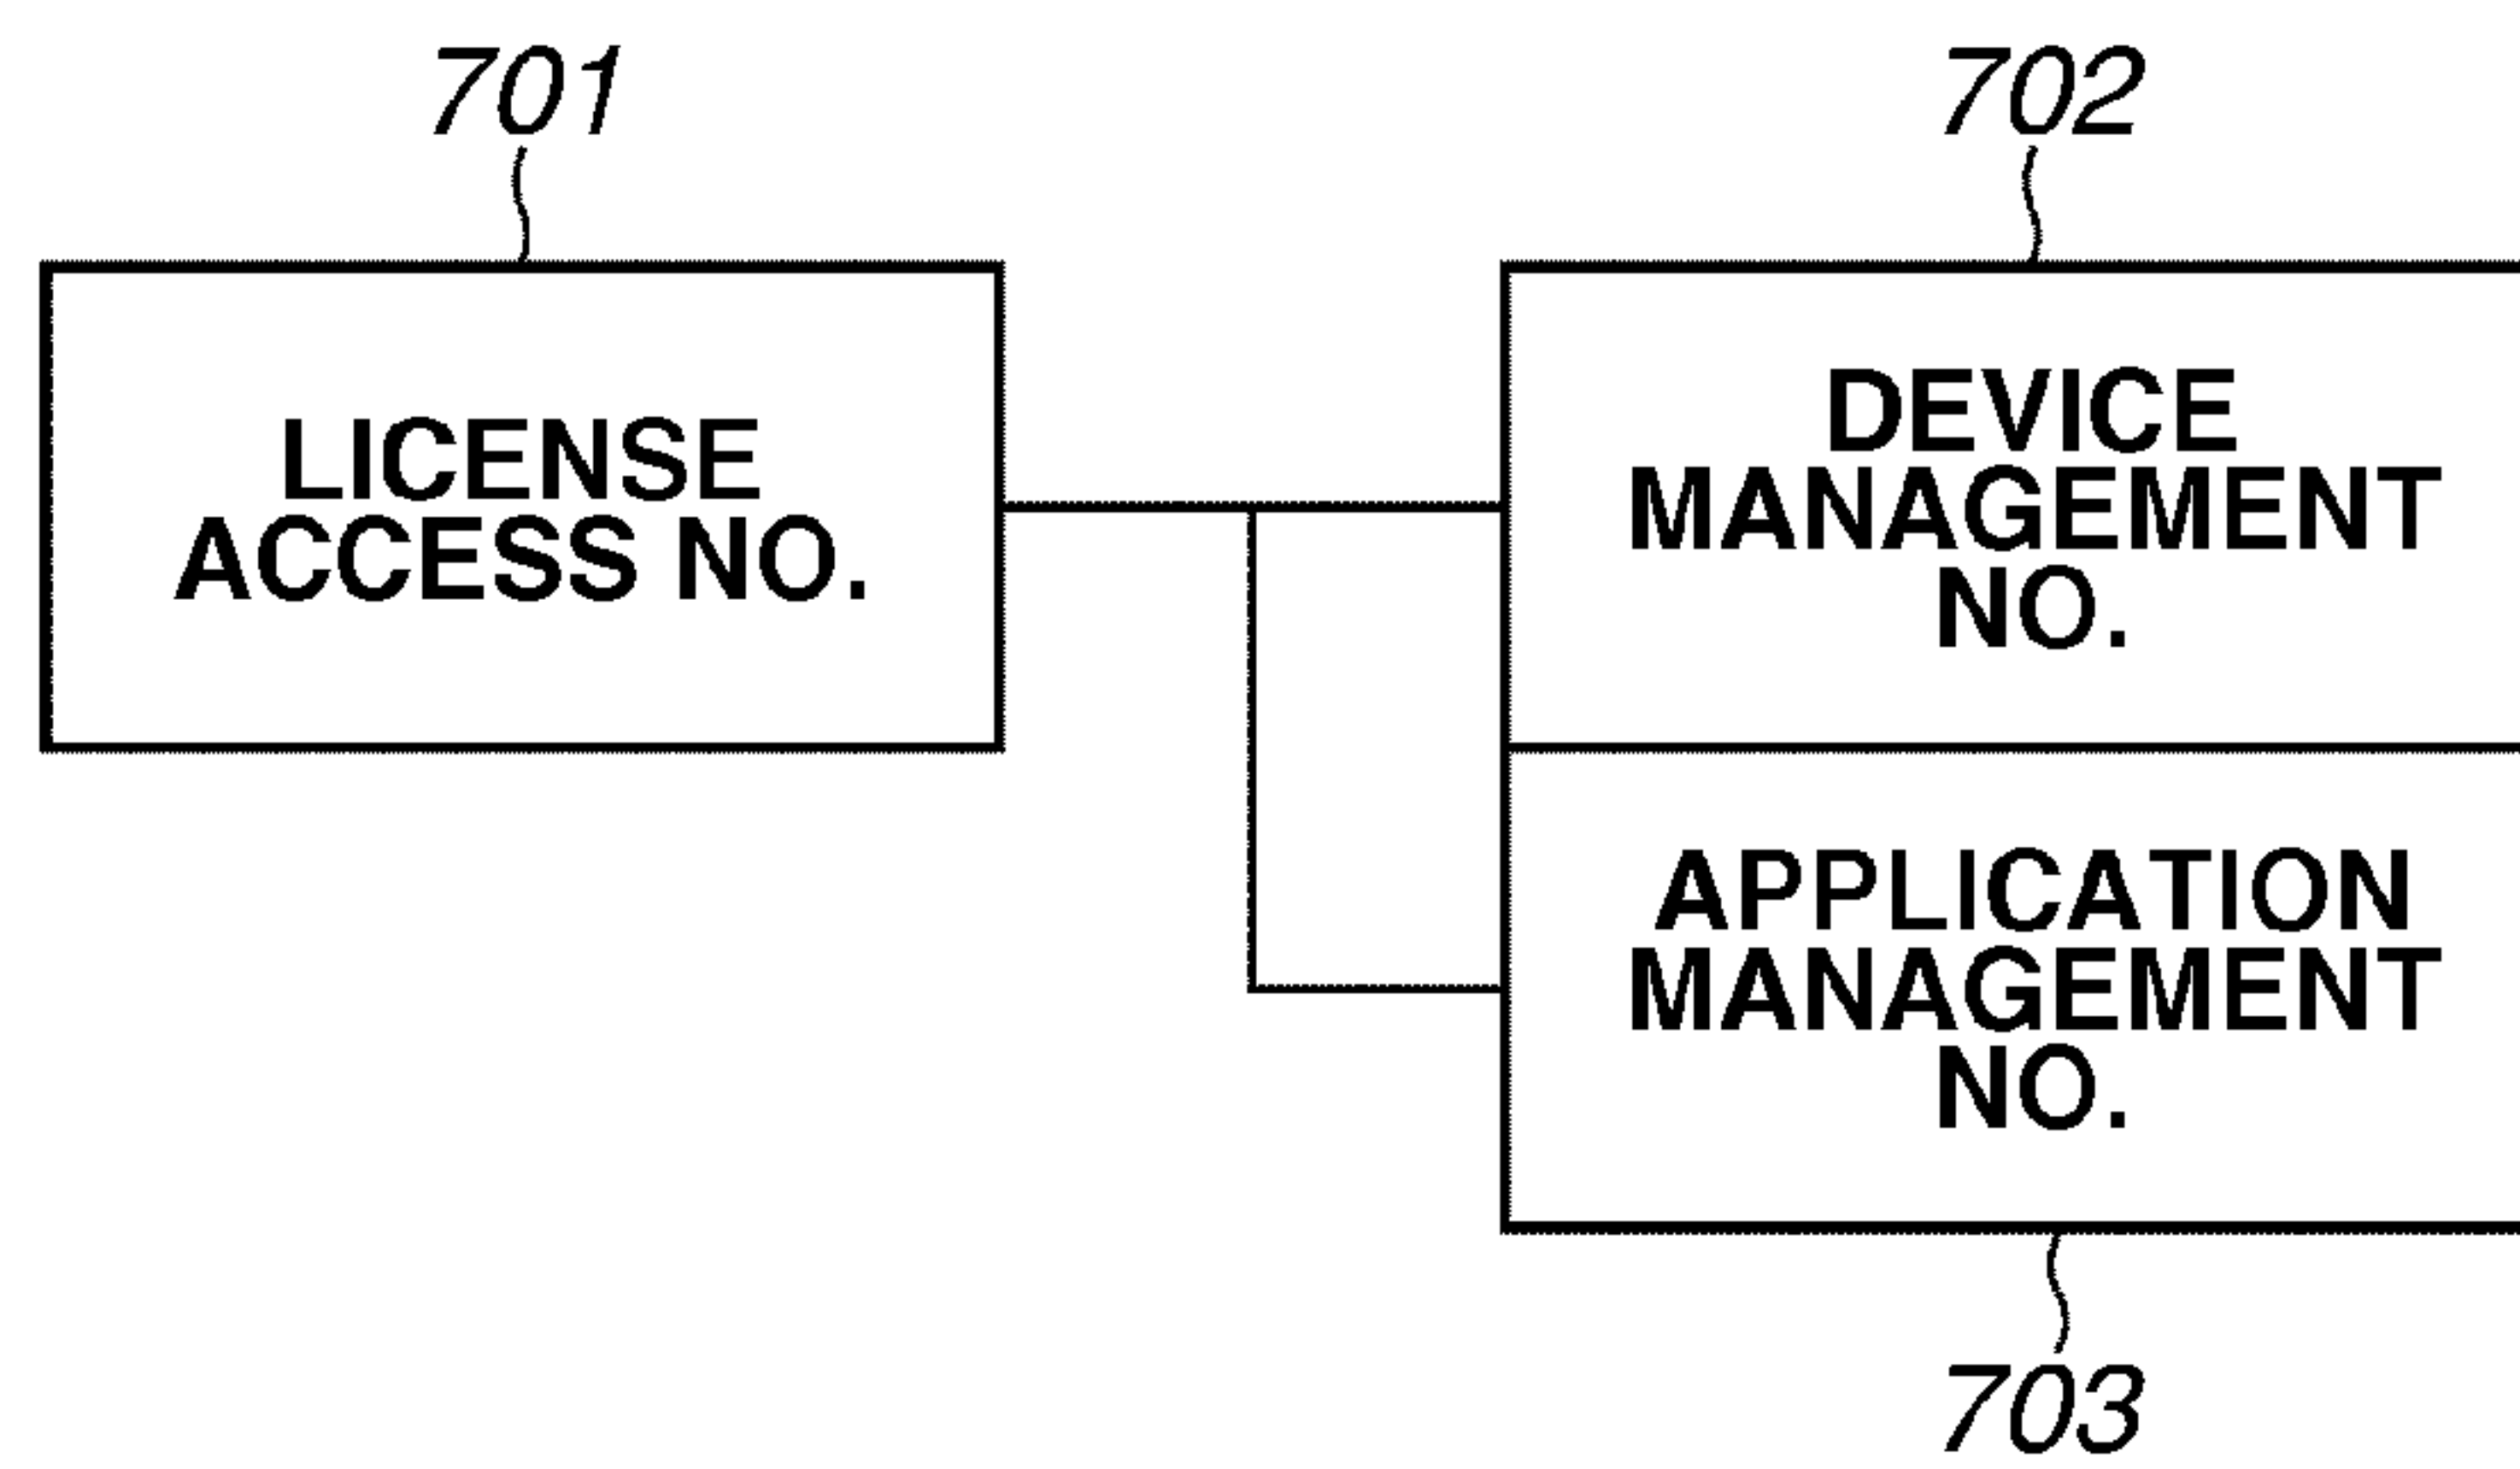 701
702
LICENSE
ACCESS NO.
DEVICE
MANAGEMENT
NO.
APPLICATION
MANAGEMENT
NO.
703